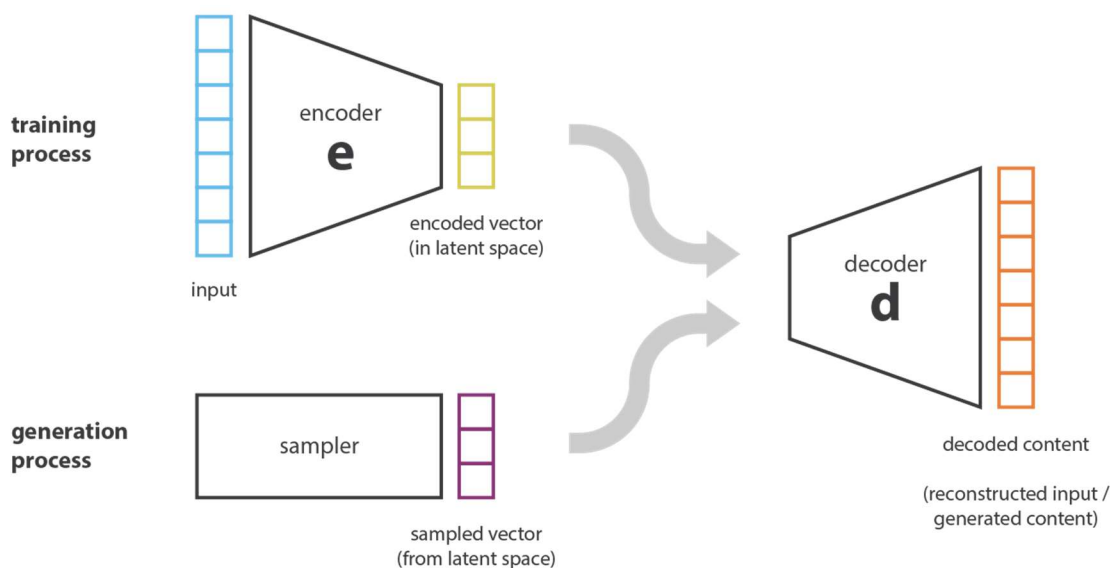 training
process
encoder
e
encoded vector
(in latent space)
input
decoder
d
generation
process
sampler
sampled vector
(from latent space)
decoded content
(reconstructed input /
generated content)